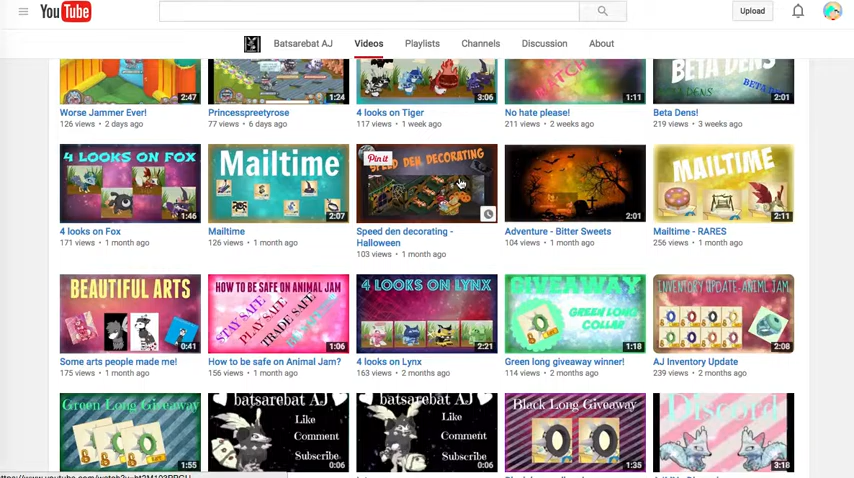 YouTube
Upload
Batsarebat AJ Videos Playlists Channels Discussion About
2:47
1:24
3:06
BATCH
1:11
BETA DENS
2:01
Worse Jammer Ever!
126 views • 2 days ago
Princesspreetyrose
77 views • 6 days ago
4 looks on Tiger
117 views • 1 week ago
No hate please!
211 views • 2 weeks ago
Beta Dens!
219 views • 3 weeks ago
4 LOOKS ON FOX
1:46
Mailtime
2:07
Pin it
SPEED DEN DECORATING
2:01
MAILTIME
2:11
4 looks on Fox
171 views • 1 month ago
Mailtime
126 views • 1 month ago
Speed den decorating -
Halloween
103 views • 1 month ago
Adventure - Bitter Sweets
104 views • 1 month ago
Mailtime - RARES
256 views • 1 month ago
BEAUTIFUL ARTS
0:41
HOW TO BE SAFE ON ANIMAL JAM
STAY SAFE
PLAY SAFE
TRADE SAFE
1:06
4 LOOKS ON LYNX
2:21
GIVEAWAY
GREEN LONG
COLLAR
1:18
INVENTORY UPDATE-ANIML JAM
2:08
Some arts people made me!
175 views • 1 month ago
How to be safe on Animal Jam?
156 views • 1 month ago
4 looks on Lynx
163 views • 2 months ago
Green long giveaway winner!
114 views • 2 months ago
AJ Inventory Update
239 views • 2 months ago
Green Long Giveaway
1:55
batsarebat AJ
Like
Comment
Subscribe
0:06
batsarebat AJ
Like
Comment
Subscribe
0:06
Black Long Giveaway
1:35
Discord
3:18